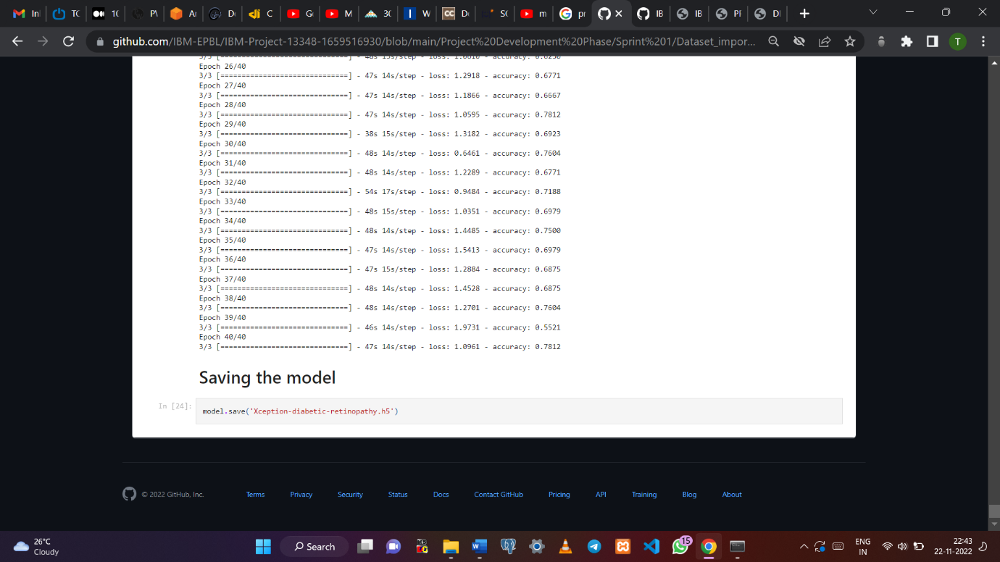 In
TC
10
PV
Ar
De
C
G
M
30
W
De
SC
m
pr
IB
IB
PF
DI
github.com/IBM-EPBL/IBM-Project-13348-1659516930/blob/main/Project%20Development%20Phase/Sprint%201/Dataset_impor...
T
3/3 [==============================] - 48s 15s/step - loss: 1.0610 - accuracy: 0.6250
Epoch 26/40
3/3 [==============================] - 47s 14s/step - loss: 1.2918 - accuracy: 0.6771
Epoch 27/40
3/3 [==============================] - 47s 14s/step - loss: 1.1866 - accuracy: 0.6667
Epoch 28/40
3/3 [==============================] - 47s 14s/step - loss: 1.0595 - accuracy: 0.7812
Epoch 29/40
3/3 [==============================] - 38s 15s/step - loss: 1.3182 - accuracy: 0.6923
Epoch 30/40
3/3 [==============================] - 48s 14s/step - loss: 0.6461 - accuracy: 0.7604
Epoch 31/40
3/3 [==============================] - 48s 14s/step - loss: 1.2289 - accuracy: 0.6771
Epoch 32/40
3/3 [==============================] - 54s 17s/step - loss: 0.9484 - accuracy: 0.7188
Epoch 33/40
3/3 [==============================] - 48s 15s/step - loss: 1.0351 - accuracy: 0.6979
Epoch 34/40
3/3 [==============================] - 48s 14s/step - loss: 1.4485 - accuracy: 0.7500
Epoch 35/40
3/3 [==============================] - 47s 14s/step - loss: 1.5413 - accuracy: 0.6979
Epoch 36/40
3/3 [==============================] - 47s 15s/step - loss: 1.2884 - accuracy: 0.6875
Epoch 37/40
3/3 [==============================] - 48s 14s/step - loss: 1.4528 - accuracy: 0.6875
Epoch 38/40
3/3 [==============================] - 48s 14s/step - loss: 1.2701 - accuracy: 0.7604
Epoch 39/40
3/3 [==============================] - 46s 14s/step - loss: 1.9731 - accuracy: 0.5521
Epoch 40/40
3/3 [==============================] - 47s 14s/step - loss: 1.0961 - accuracy: 0.7812
Saving the model
In [24]: model.save('Xception-diabetic-retinopathy.h5')
© 2022 GitHub, Inc. Terms Privacy Security Status Docs Contact GitHub Pricing API Training Blog About
26°C
Cloudy
Search
15
ENG
IN
22:43
22-11-2022